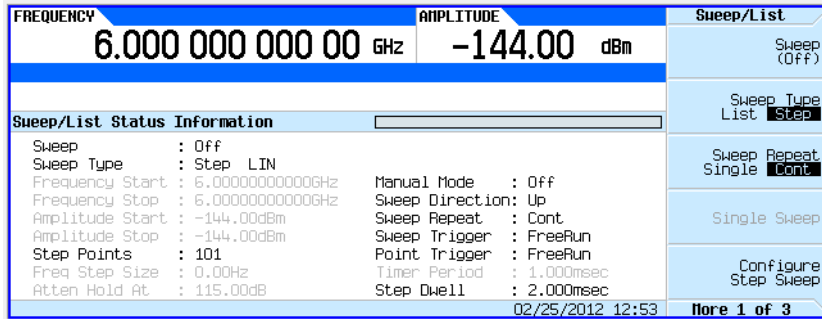 FREQUENCY
AMPLITUDE
6.000 000 000 00 GHz
-144.00 dBm
Sweep/List Status Information
Sweep : Off
Sweep Type : Step LIN
Frequency Start : 6.00000000000GHz
Frequency Stop : 6.00000000000GHz
Amplitude Start : -144.00dBm
Amplitude Stop : -144.00dBm
Step Points : 101
Freq Step Size : 0.00Hz
Atten Hold At : 115.00dB
Manual Mode : Off
Sweep Direction: Up
Sweep Repeat : Cont
Sweep Trigger : FreeRun
Point Trigger : FreeRun
Timer Period : 1.000msec
Step Dwell : 2.000msec
02/25/2012 12:53
Sweep/List
Sweep
(Off)
Sweep Type
List Step
Sweep Repeat
Single Cont
Single Sweep
Configure
Step Sweep
More 1 of 3